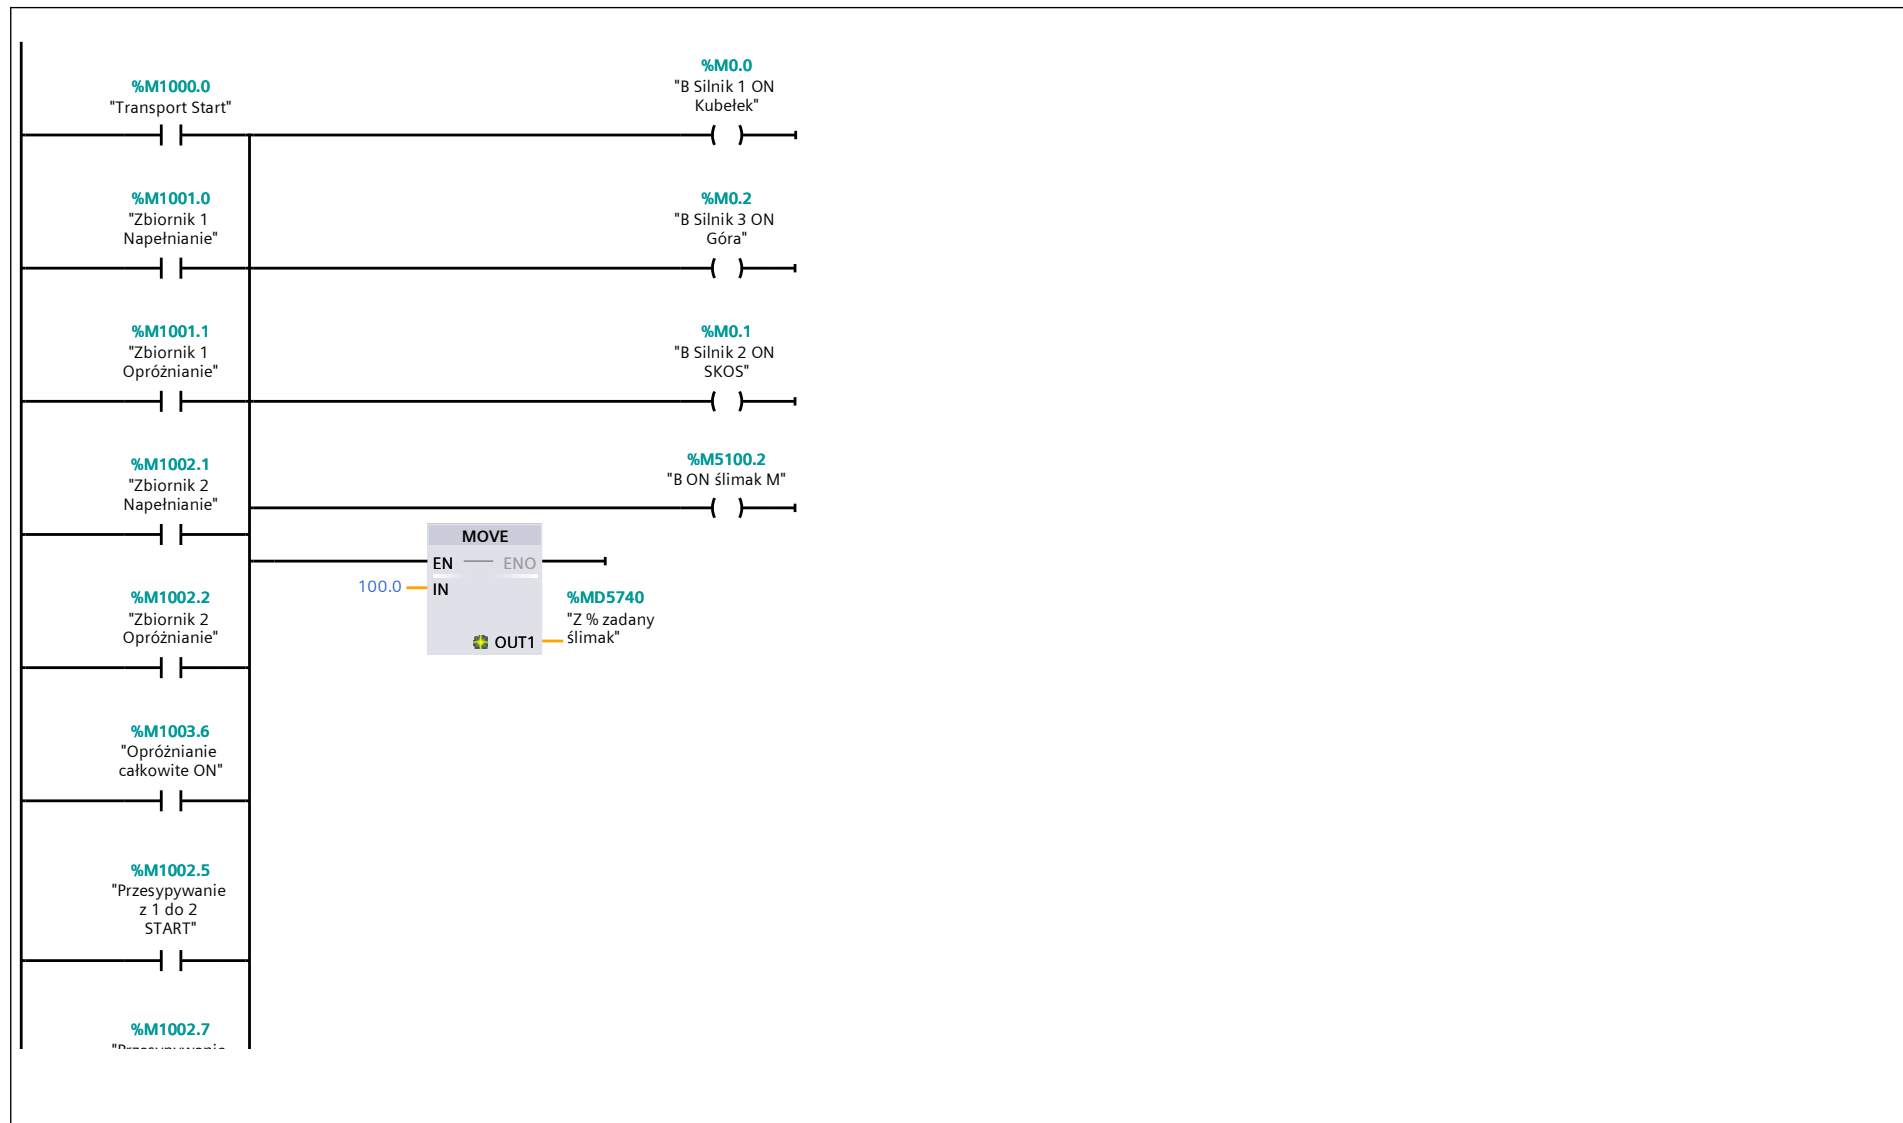 %M1000.0
"Transport Start"
%M0.0
"B Silnik 1 ON
Kubełek"
%M1001.0
"Zbiornik 1
Napełnianie"
%M0.2
"B Silnik 3 ON
Góra"
%M1001.1
"Zbiornik 1
Opróżnianie"
%M0.1
"B Silnik 2 ON
SKOS"
%M1002.1
"Zbiornik 2
Napełnianie"
%M5100.2
"B ON ślimak M"
MOVE
EN
ENO
100.0
IN
OUT1
%MD5740
"Z % zadany
ślimak"
%M1002.2
"Zbiornik 2
Opróżnianie"
%M1003.6
"Opróżnianie
całkowite ON"
%M1002.5
"Przesypywanie
z 1 do 2
START"
%M1002.7